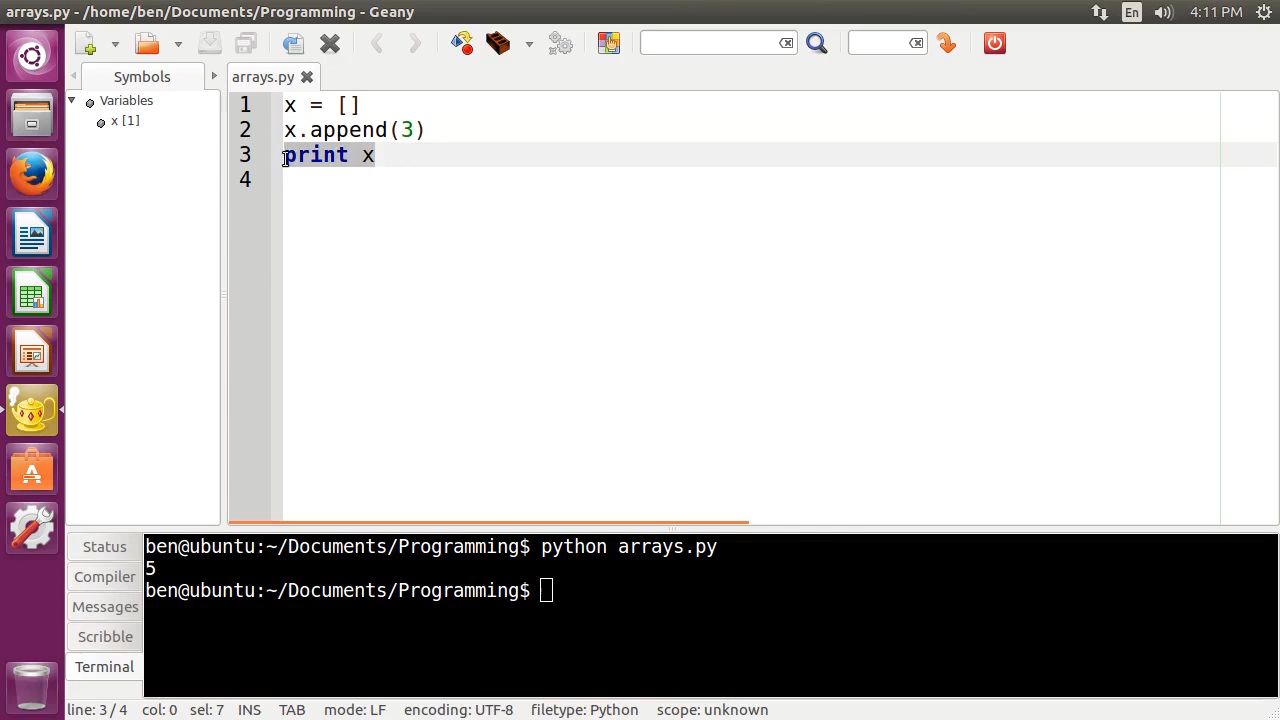 arrays.py - /home/ben/Documents/Programming - Geany
En
4:11 PM
Symbols
arrays.py
Variables
x [1]
1 x = []
2 x.append(3)
3 print x
4
Status
Compiler
Messages
Scribble
Terminal
ben@ubuntu:~/Documents/Programming$ python arrays.py
5
ben@ubuntu:~/Documents/Programming$
line: 3 / 4 col: 0 sel: 7 INS TAB mode: LF encoding: UTF-8 filetype: Python scope: unknown